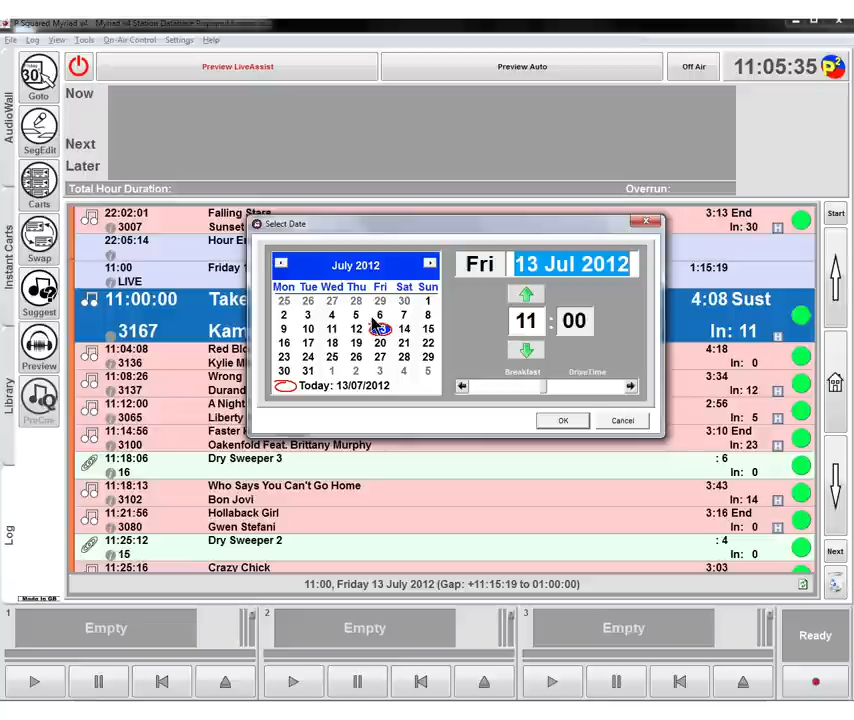 P Squared Myriad v4 Myriad v4 Station Database
File Log View Tools On-Air Control Settings Help
Preview LiveAssist
Preview Auto
Off Air
11:05:35
AudioWall
Instant Carts
Library
Log
30
Goto
SegEdit
Carts
Swap
Suggest
Preview
PreCue
Made in GB
Now
Next
Later
Total Hour Duration:
Overrun:
22:02:01 Falling Stars 3:13 End
3007 Sunset In: 30
22:05:14 Hour En
11:00 Friday 1:15:19
LIVE
11:00:00 Take 4:08 Sust
3167 Kam In: 11
11:04:08 Red Blo 4:18
3136 Kylie M In: 0
11:08:26 Wrong 3:34
3137 Durand In: 12
11:12:00 A Night 2:56
3065 Liberty In: 5
11:14:56 Faster 3:10 End
3100 Oakenfold Feat. Brittany Murphy In: 23
11:18:06 Dry Sweeper 3 : 6
16 In: 0
11:18:13 Who Says You Can't Go Home 3:43
3102 Bon Jovi In: 14
11:21:56 Hollaback Girl 3:16 End
3080 Gwen Stefani In: 0
11:25:12 Dry Sweeper 2 : 4
15 In: 0
11:25:16 Crazy Chick 3:03
11:00, Friday 13 July 2012 (Gap: +11:15:19 to 01:00:00)
Select Date
July 2012
Mon Tue Wed Thu Fri Sat Sun
25 26 27 28 29 30 1
2 3 4 5 6 7 8
9 10 11 12 13 14 15
16 17 18 19 20 21 22
23 24 25 26 27 28 29
30 31 1 2 3 4 5
Today: 13/07/2012
Fri 13 Jul 2012
11 : 00
Breakfast DriveTime
OK Cancel
Start
Next
1 Empty
2 Empty
3 Empty
Ready